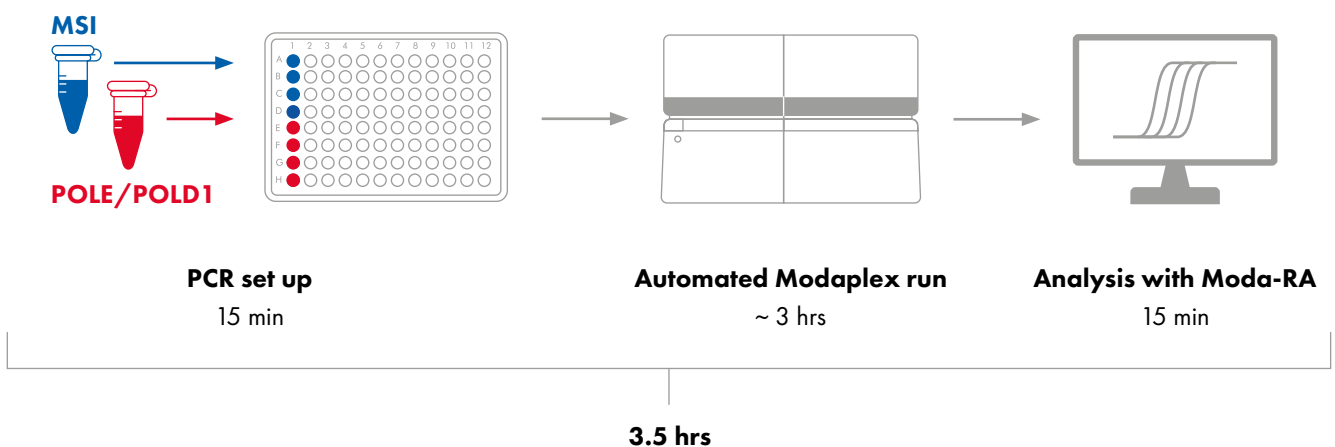 MSI
POLE/POLD1
1 2 3 4 5 6 7 8 9 10 11 12
A
B
C
D
E
F
G
H
PCR set up
15 min
Automated Modaplex run
~ 3 hrs
Analysis with Moda-RA
15 min
3.5 hrs